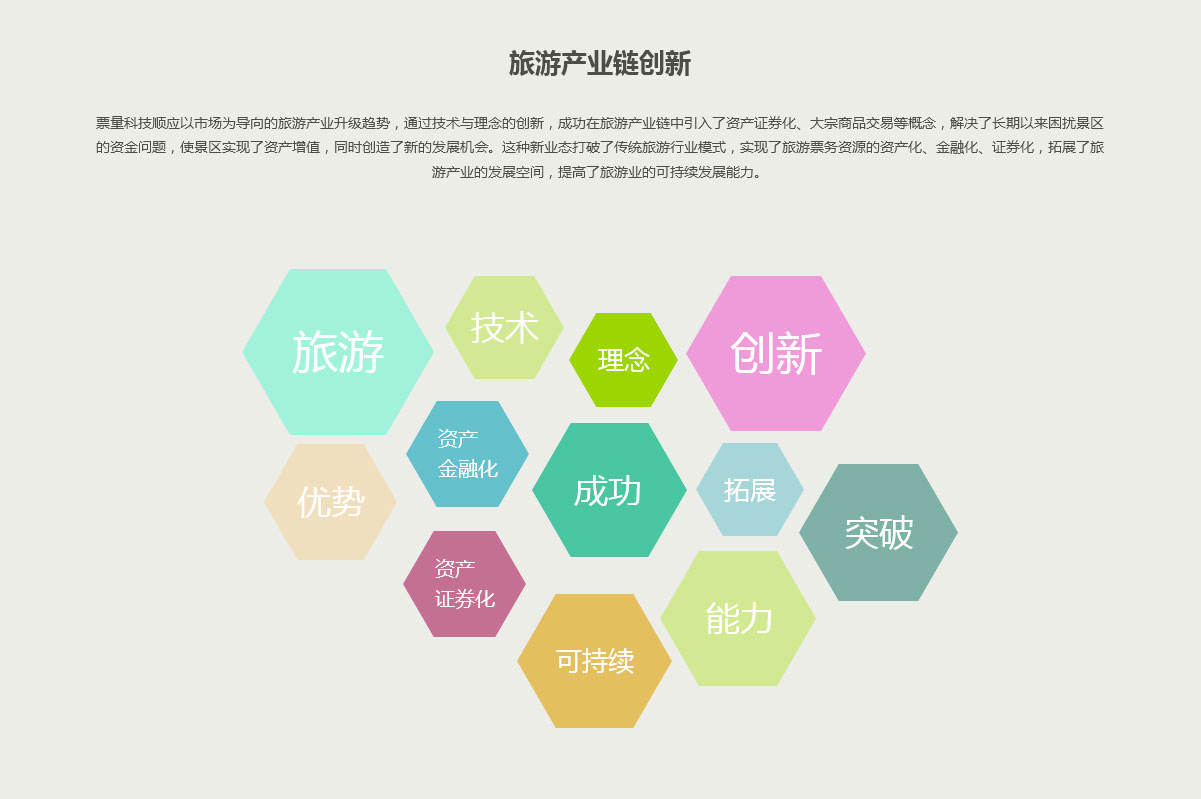 旅游产业链创新
票量科技顺应以市场为导向的旅游产业升级趋势，通过技术与理念的创新，成功在旅游产业链中引入了资产证券化、大宗商品交易等概念，解决了长期以来困扰景区
的资金问题，使景区实现了资产增值，同时创造了新的发展机会。这种新业态打破了传统旅游行业模式，实现了旅游票务资源的资产化、金融化、证券化，拓展了旅
游产业的发展空间，提高了旅游业的可持续发展能力。
旅游
技术
理念
创新
资产
金融化
优势
成功
拓展
突破
资产
证券化
能力
可持续